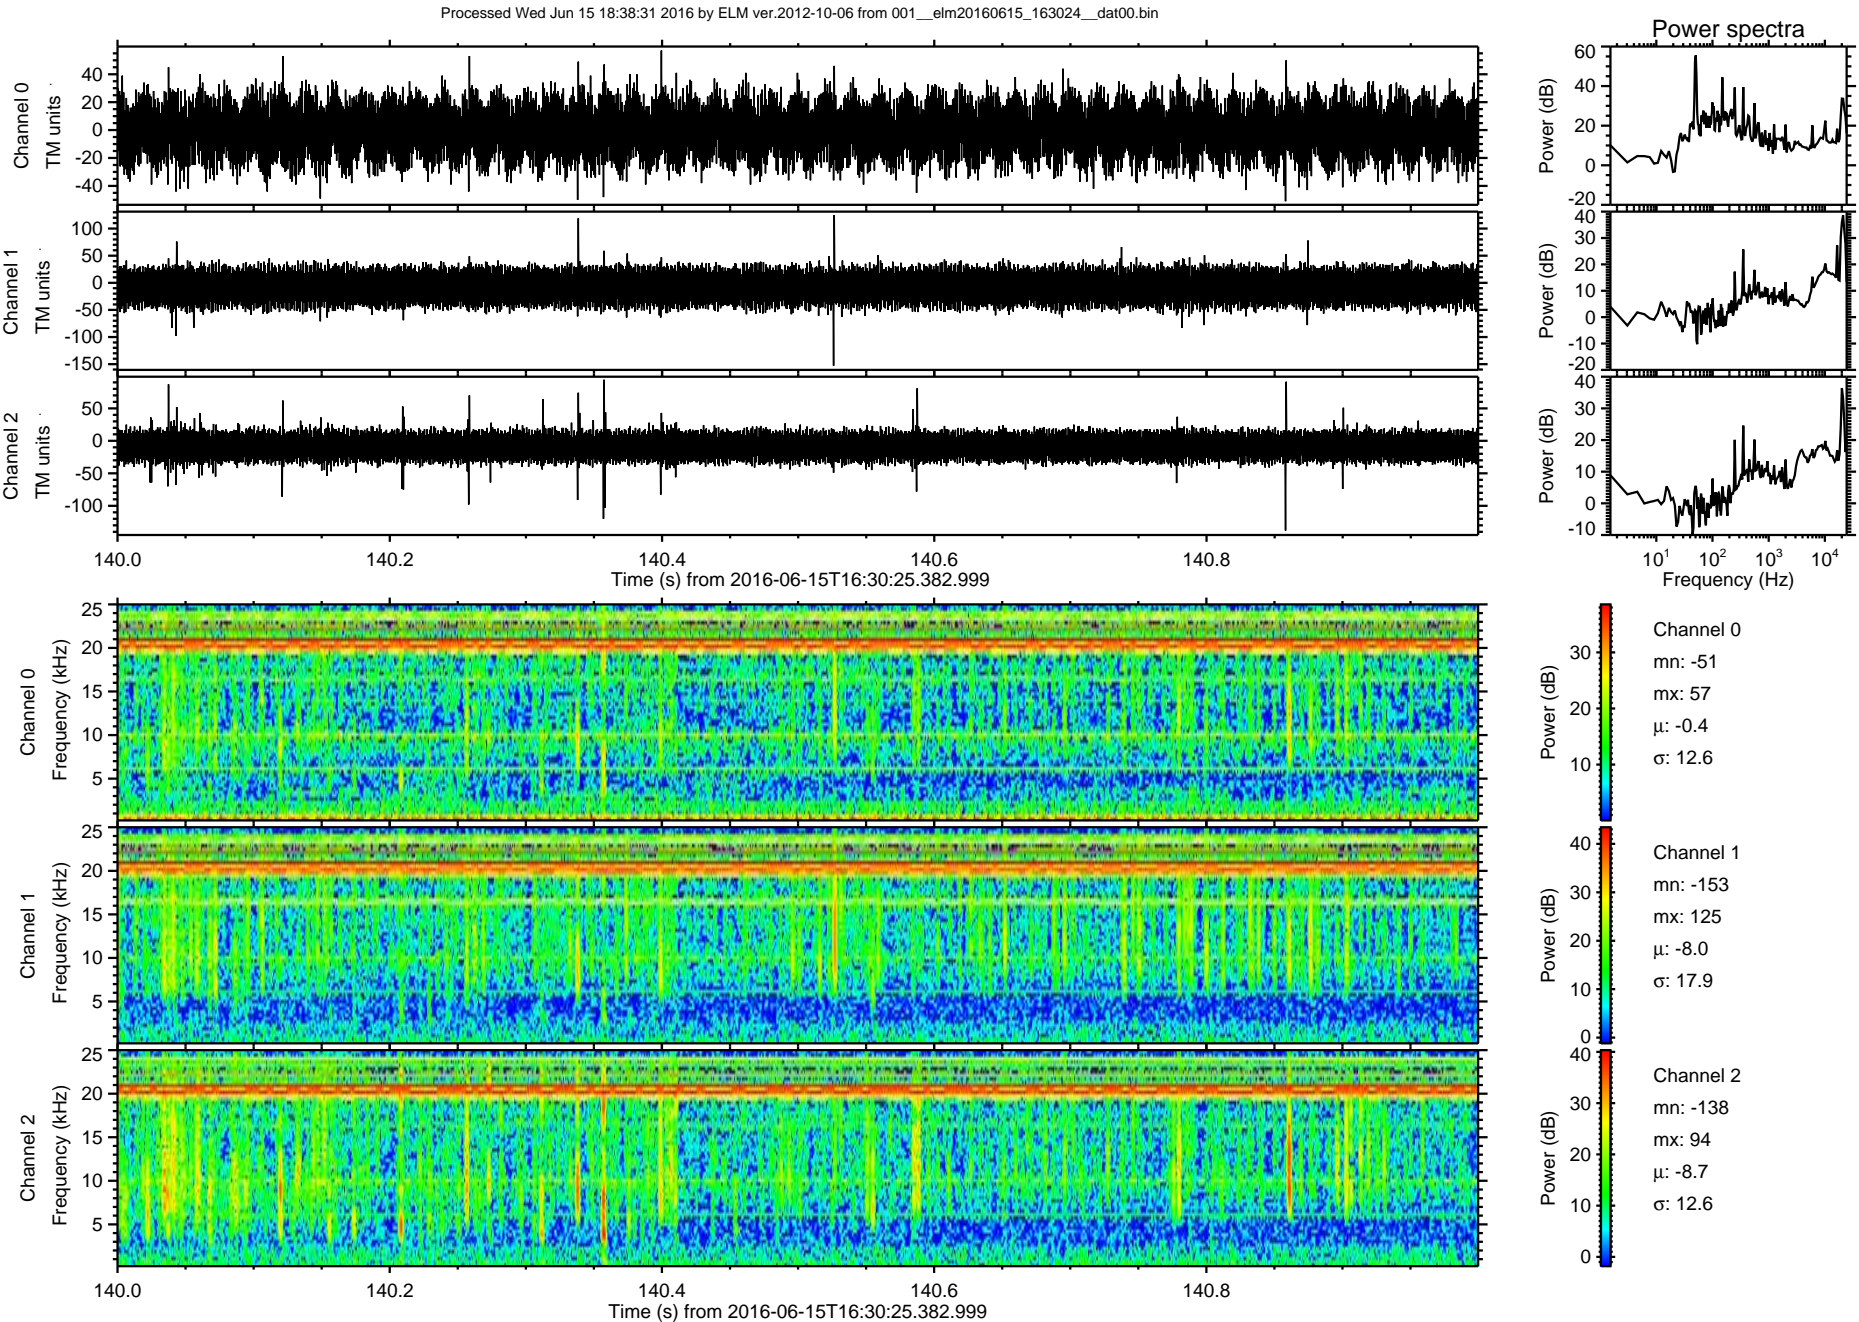 Processed Wed Jun 15 18:38:31 2016 by ELM ver.2012-10-06 from 001__elm20160615_163024__dat00.bin
Power spectra
Channel 0
TM units
40
20
0
-20
-40
Power (dB)
60
40
20
0
-20
Channel 1
TM units
100
50
0
-50
-100
-150
Power (dB)
40
30
20
10
0
-10
-20
Channel 2
TM units
50
0
-50
-100
Power (dB)
40
30
20
10
0
-10
140.0 140.2 140.4 140.6 140.8
Time (s) from 2016-06-15T16:30:25.382.999
10^1 10^2 10^3 10^4
Frequency (Hz)
Channel 0
Frequency (kHz)
25
20
15
10
5
Power (dB)
30
20
10
Channel 0
mn: -51
mx: 57
μ: -0.4
σ: 12.6
Channel 1
Frequency (kHz)
25
20
15
10
5
Power (dB)
40
30
20
10
0
Channel 1
mn: -153
mx: 125
μ: -8.0
σ: 17.9
Channel 2
Frequency (kHz)
25
20
15
10
5
Power (dB)
40
30
20
10
0
Channel 2
mn: -138
mx: 94
μ: -8.7
σ: 12.6
140.0 140.2 140.4 140.6 140.8
Time (s) from 2016-06-15T16:30:25.382.999